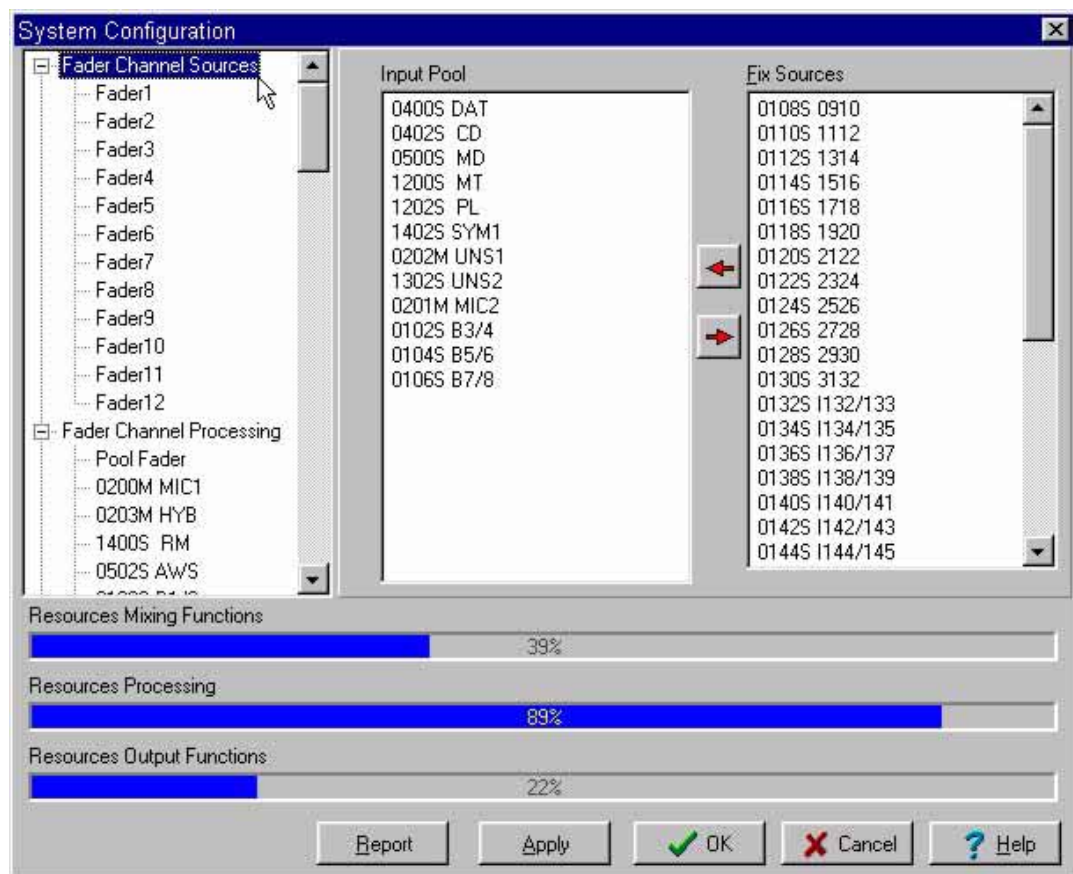 System Configuration
Fader Channel Sources
Fader1
Fader2
Fader3
Fader4
Fader5
Fader6
Fader7
Fader8
Fader9
Fader10
Fader11
Fader12
Fader Channel Processing
Pool Fader
0200M MIC1
0203M HYB
1400S RM
0502S AWS
Input Pool
0400S DAT
0402S CD
0500S MD
1200S MT
1202S PL
1402S SYM1
0202M UNS1
1302S UNS2
0201M MIC2
0102S B3/4
0104S B5/6
0106S B7/8
Fix Sources
0108S 0910
0110S 1112
0112S 1314
0114S 1516
0116S 1718
0118S 1920
0120S 2122
0122S 2324
0124S 2526
0126S 2728
0128S 2930
0130S 3132
0132S I132/133
0134S I134/135
0136S I136/137
0138S I138/139
0140S I140/141
0142S I142/143
0144S I144/145
Resources Mixing Functions
39%
Resources Processing
89%
Resources Output Functions
22%
Report
Apply
OK
Cancel
Help